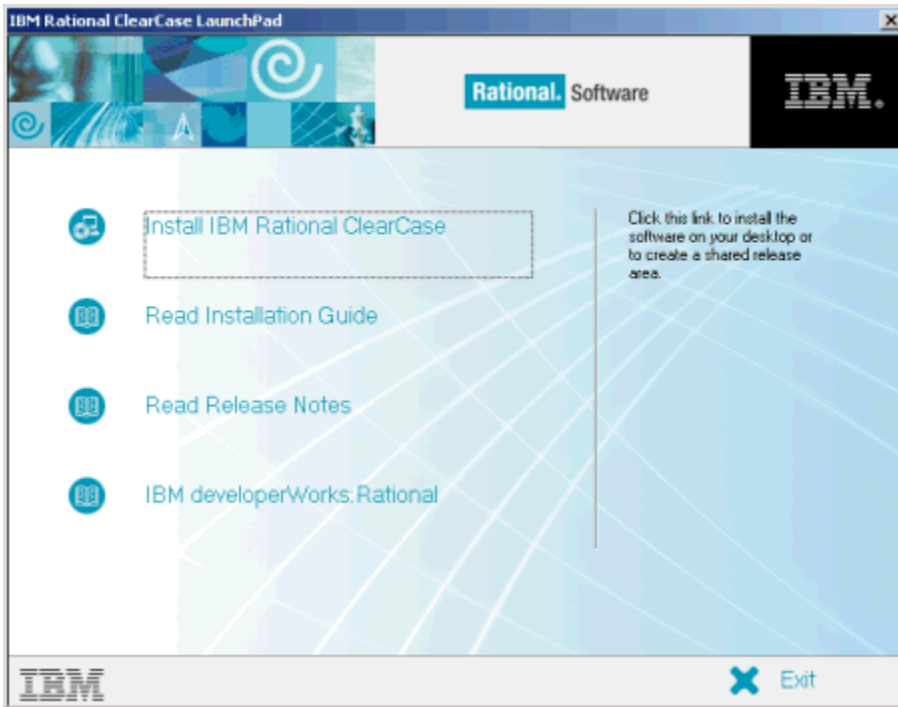 IBM Rational ClearCase LaunchPad
Rational. Software
IBM.
Install IBM Rational ClearCase
Click this link to install the
software on your desktop or
to create a shared release
area.
Read Installation Guide
Read Release Notes
IBM developerWorks:Rational
IBM
Exit